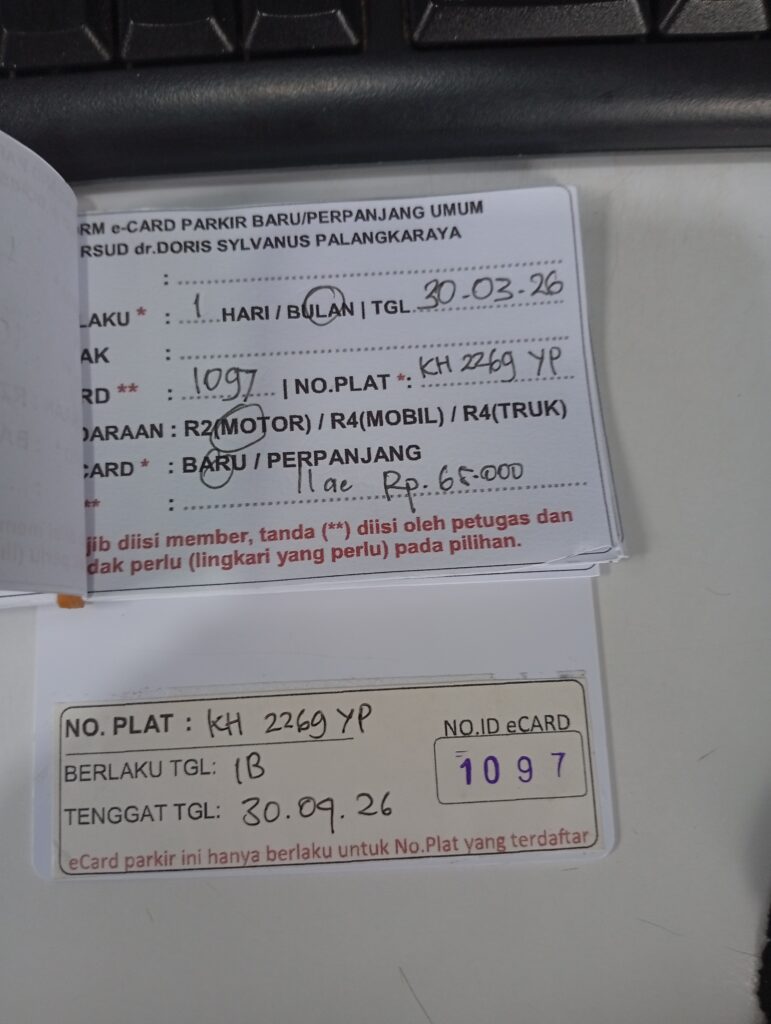 RM e-CARD PARKIR BARU/PERPANJANG UMUM
RSUD dr.DORIS SYLVANUS PALANGKARAYA
:
LAKU * : 1 HARI / BULAN | TGL 30-03-26
AK :
RD ** : 1097 | NO.PLAT *: KH 2269 YP
DARAAN : R2(MOTOR) / R4(MOBIL) / R4(TRUK)
CARD * : BARU / PERPANJANG
** : Rp. 65.000
jib diisi member, tanda (**) diisi oleh petugas dan
dak perlu (lingkari yang perlu) pada pilihan.
NO. PLAT : KH 2269 YP
NO.ID eCARD
1097
BERLAKU TGL: 1B
TENGGAT TGL: 30.04.26
eCard parkir ini hanya berlaku untuk No.Plat yang terdaftar